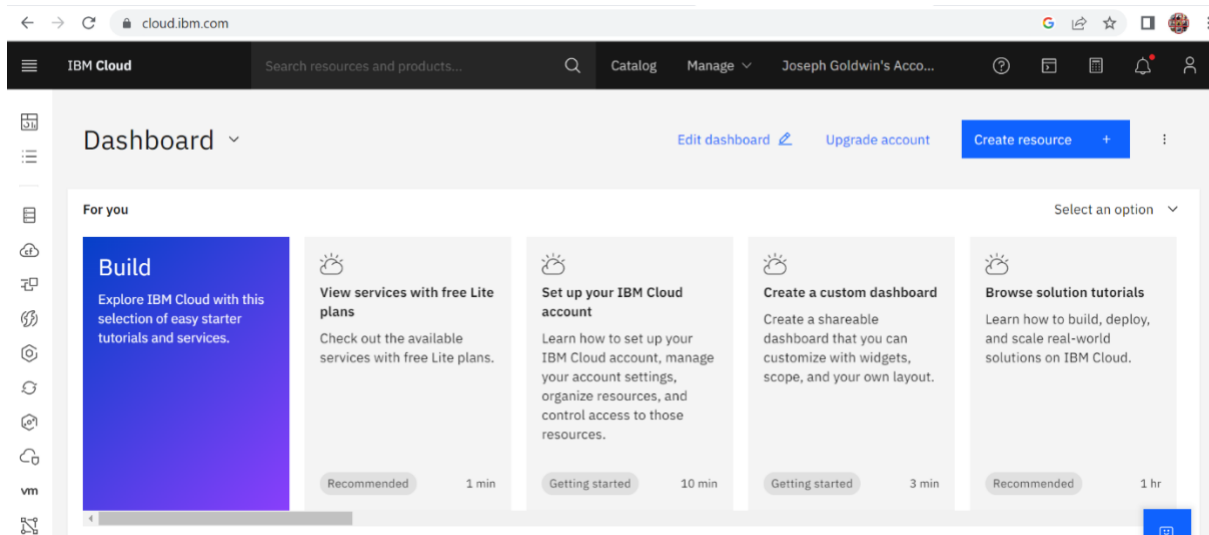 cloud.ibm.com
IBM Cloud
Search resources and products...
Catalog
Manage
Joseph Goldwin's Acco...
Dashboard
Edit dashboard
Upgrade account
Create resource +
For you
Select an option
Build
Explore IBM Cloud with this
selection of easy starter
tutorials and services.
View services with free Lite
plans
Check out the available
services with free Lite plans.
Recommended
1 min
Set up your IBM Cloud
account
Learn how to set up your
IBM Cloud account, manage
your account settings,
organize resources, and
control access to those
resources.
Getting started
10 min
Create a custom dashboard
Create a shareable
dashboard that you can
customize with widgets,
scope, and your own layout.
Getting started
3 min
Browse solution tutorials
Learn how to build, deploy,
and scale real-world
solutions on IBM Cloud.
Recommended
1 hr
cf
vm